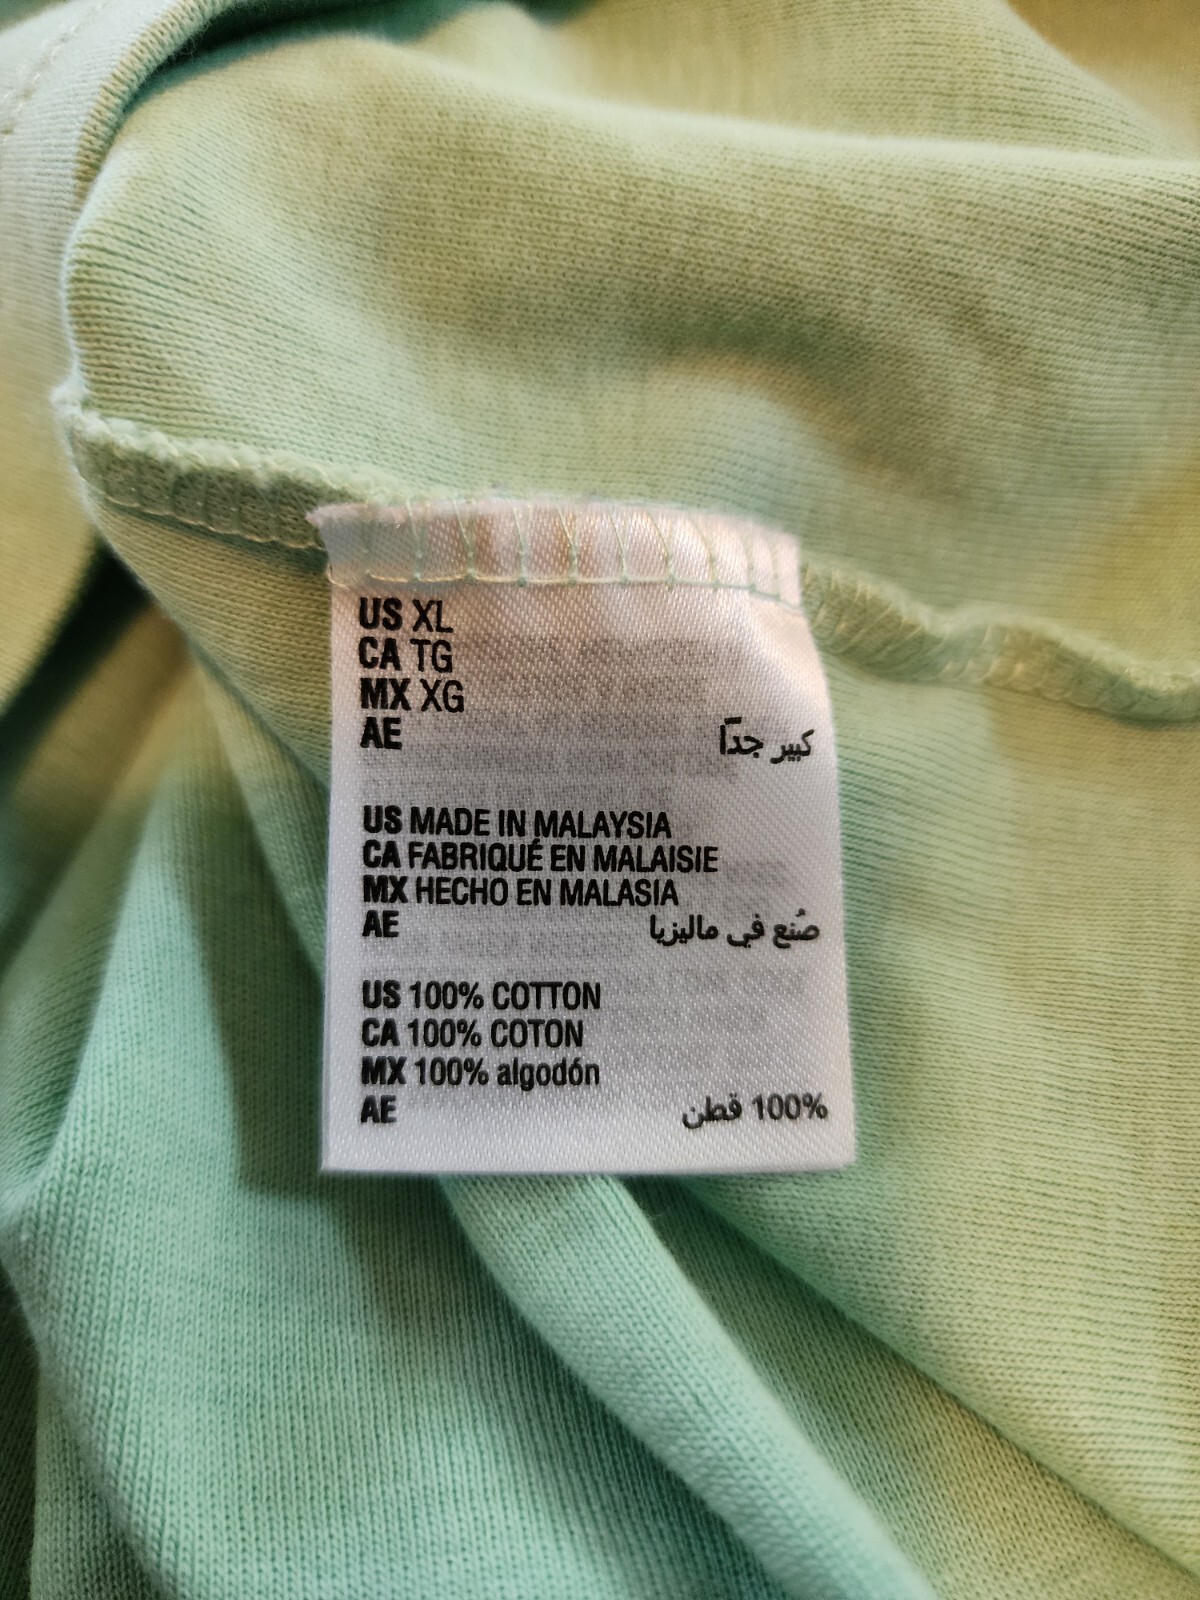 US XL
CA TG
MX XG
AE كبير جدًا
US MADE IN MALAYSIA
CA FABRIQUÉ EN MALAISIE
MX HECHO EN MALASIA
AE صُنع في ماليزيا
US 100% COTTON
CA 100% COTON
MX 100% algodón
AE 100% قطن